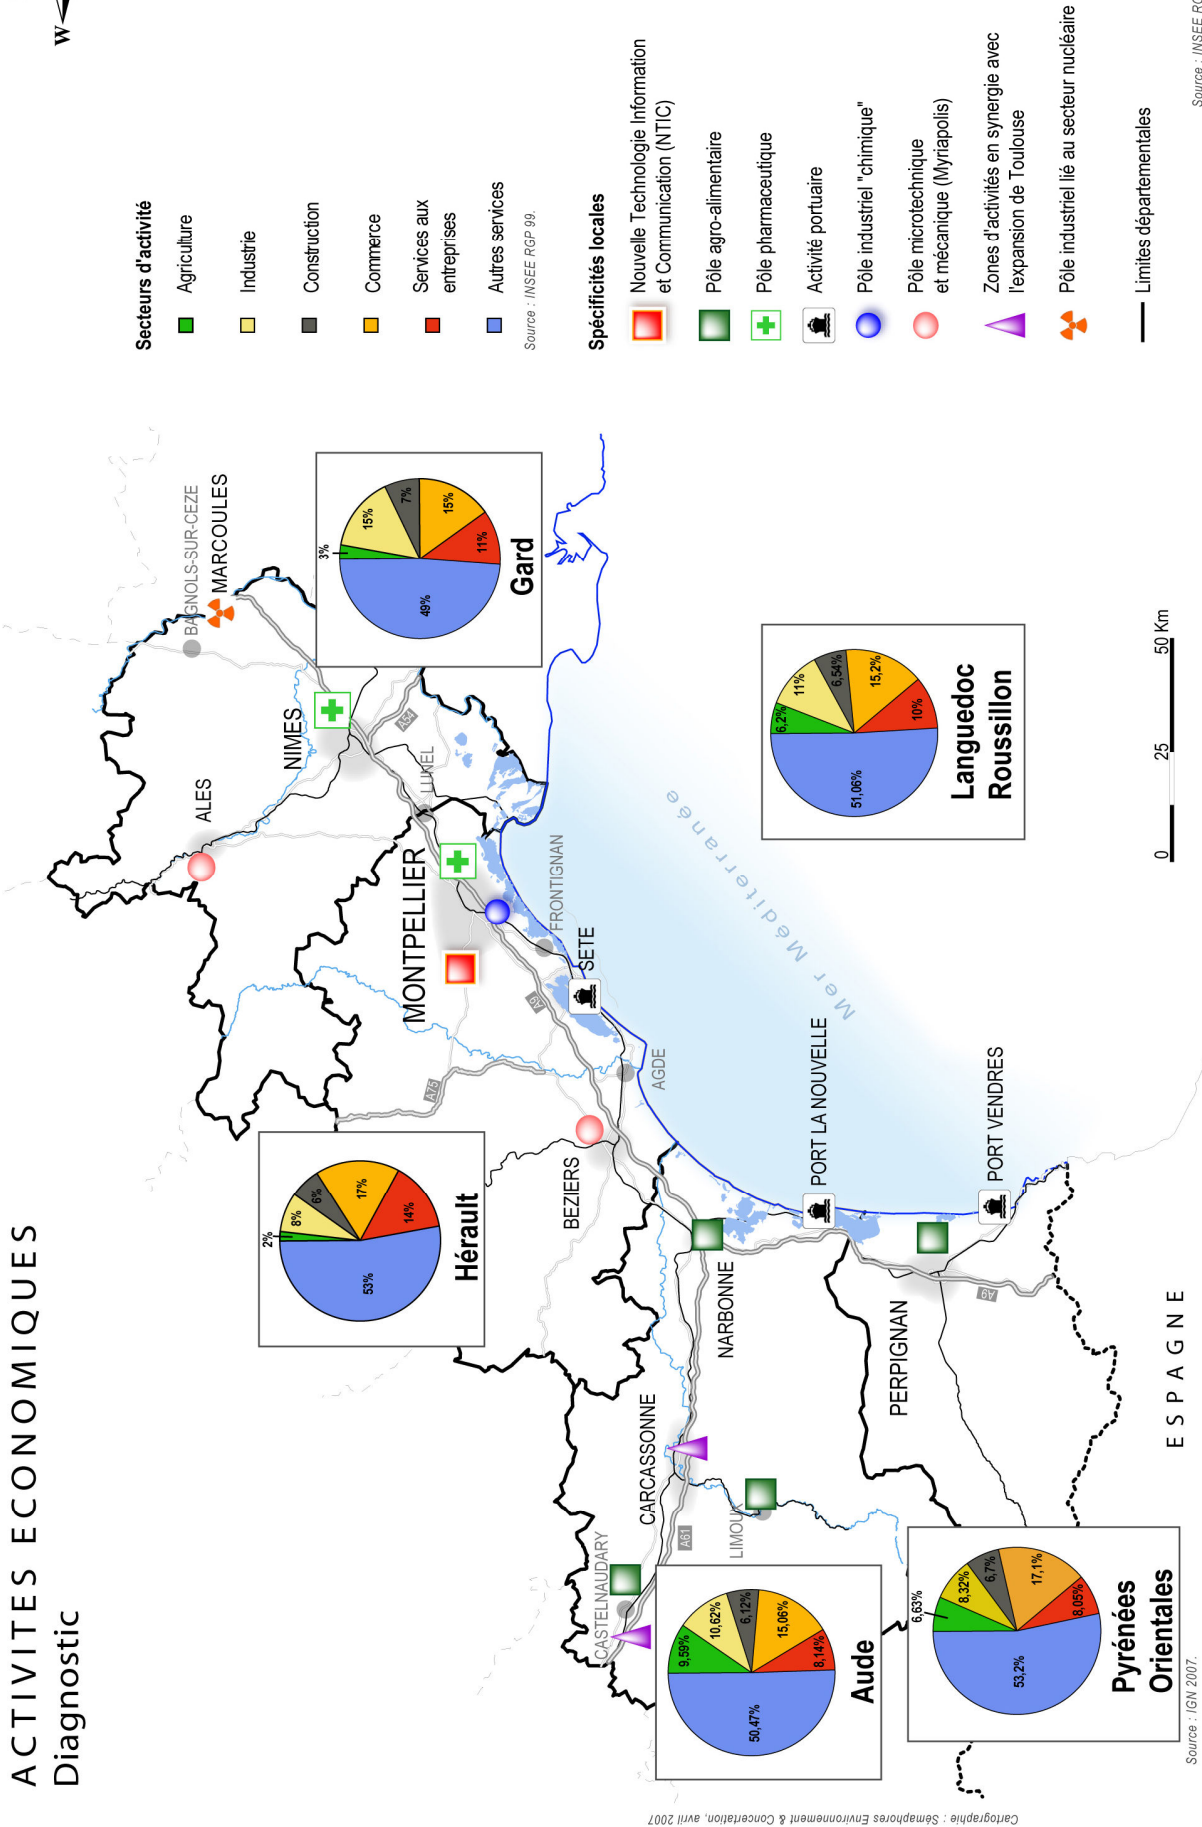 ACTIVITES ECONOMIQUES
Diagnostic
W
Secteurs d'activité
Agriculture
Industrie
Construction
Commerce
Services aux
entreprises
Autres services
Source : INSEE RGP 99.
Spécificités locales
Nouvelle Technologie Information
et Communication (NTIC)
Pôle agro-alimentaire
Pôle pharmaceutique
Activité portuaire
Pôle industriel "chimique"
Pôle microtechnique
et mécanique (Myriapolis)
Zones d'activités en synergie avec
l'expansion de Toulouse
Pôle industriel lié au secteur nucléaire
Limites départementales
BAGNOLS-SUR-CEZE
MARCOULES
ALES
NIMES
A54
LUNEL
MONTPELLIER
FRONTIGNAN
SETE
A9
A75
AGDE
BEZIERS
Mer Méditerranée
PORT LA NOUVELLE
PORT VENDRES
NARBONNE
CARCASSONNE
CASTELNAUDARY
A61
LIMOUX
PERPIGNAN
A9
ESPAGNE
3%
15%
7%
15%
11%
49%
Gard
2%
8%
6%
17%
14%
53%
Hérault
6,2%
11%
6,54%
15,2%
10%
51,06%
Languedoc
Roussillon
9,59%
10,62%
6,12%
15,06%
8,14%
50,47%
Aude
6,63%
8,32%
6,7%
17,1%
8,05%
53,2%
Pyrénées
Orientales
0 25 50 Km
Source : IGN 2007.
Cartographie : Sémaphores Environnement & Concertation, avril 2007
Source : INSEE